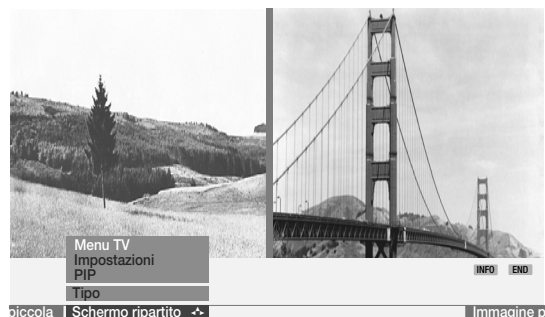 Menu TV
Impostazioni
PIP
Tipo
INFO END
piccola Schermo ripartito Immagine p